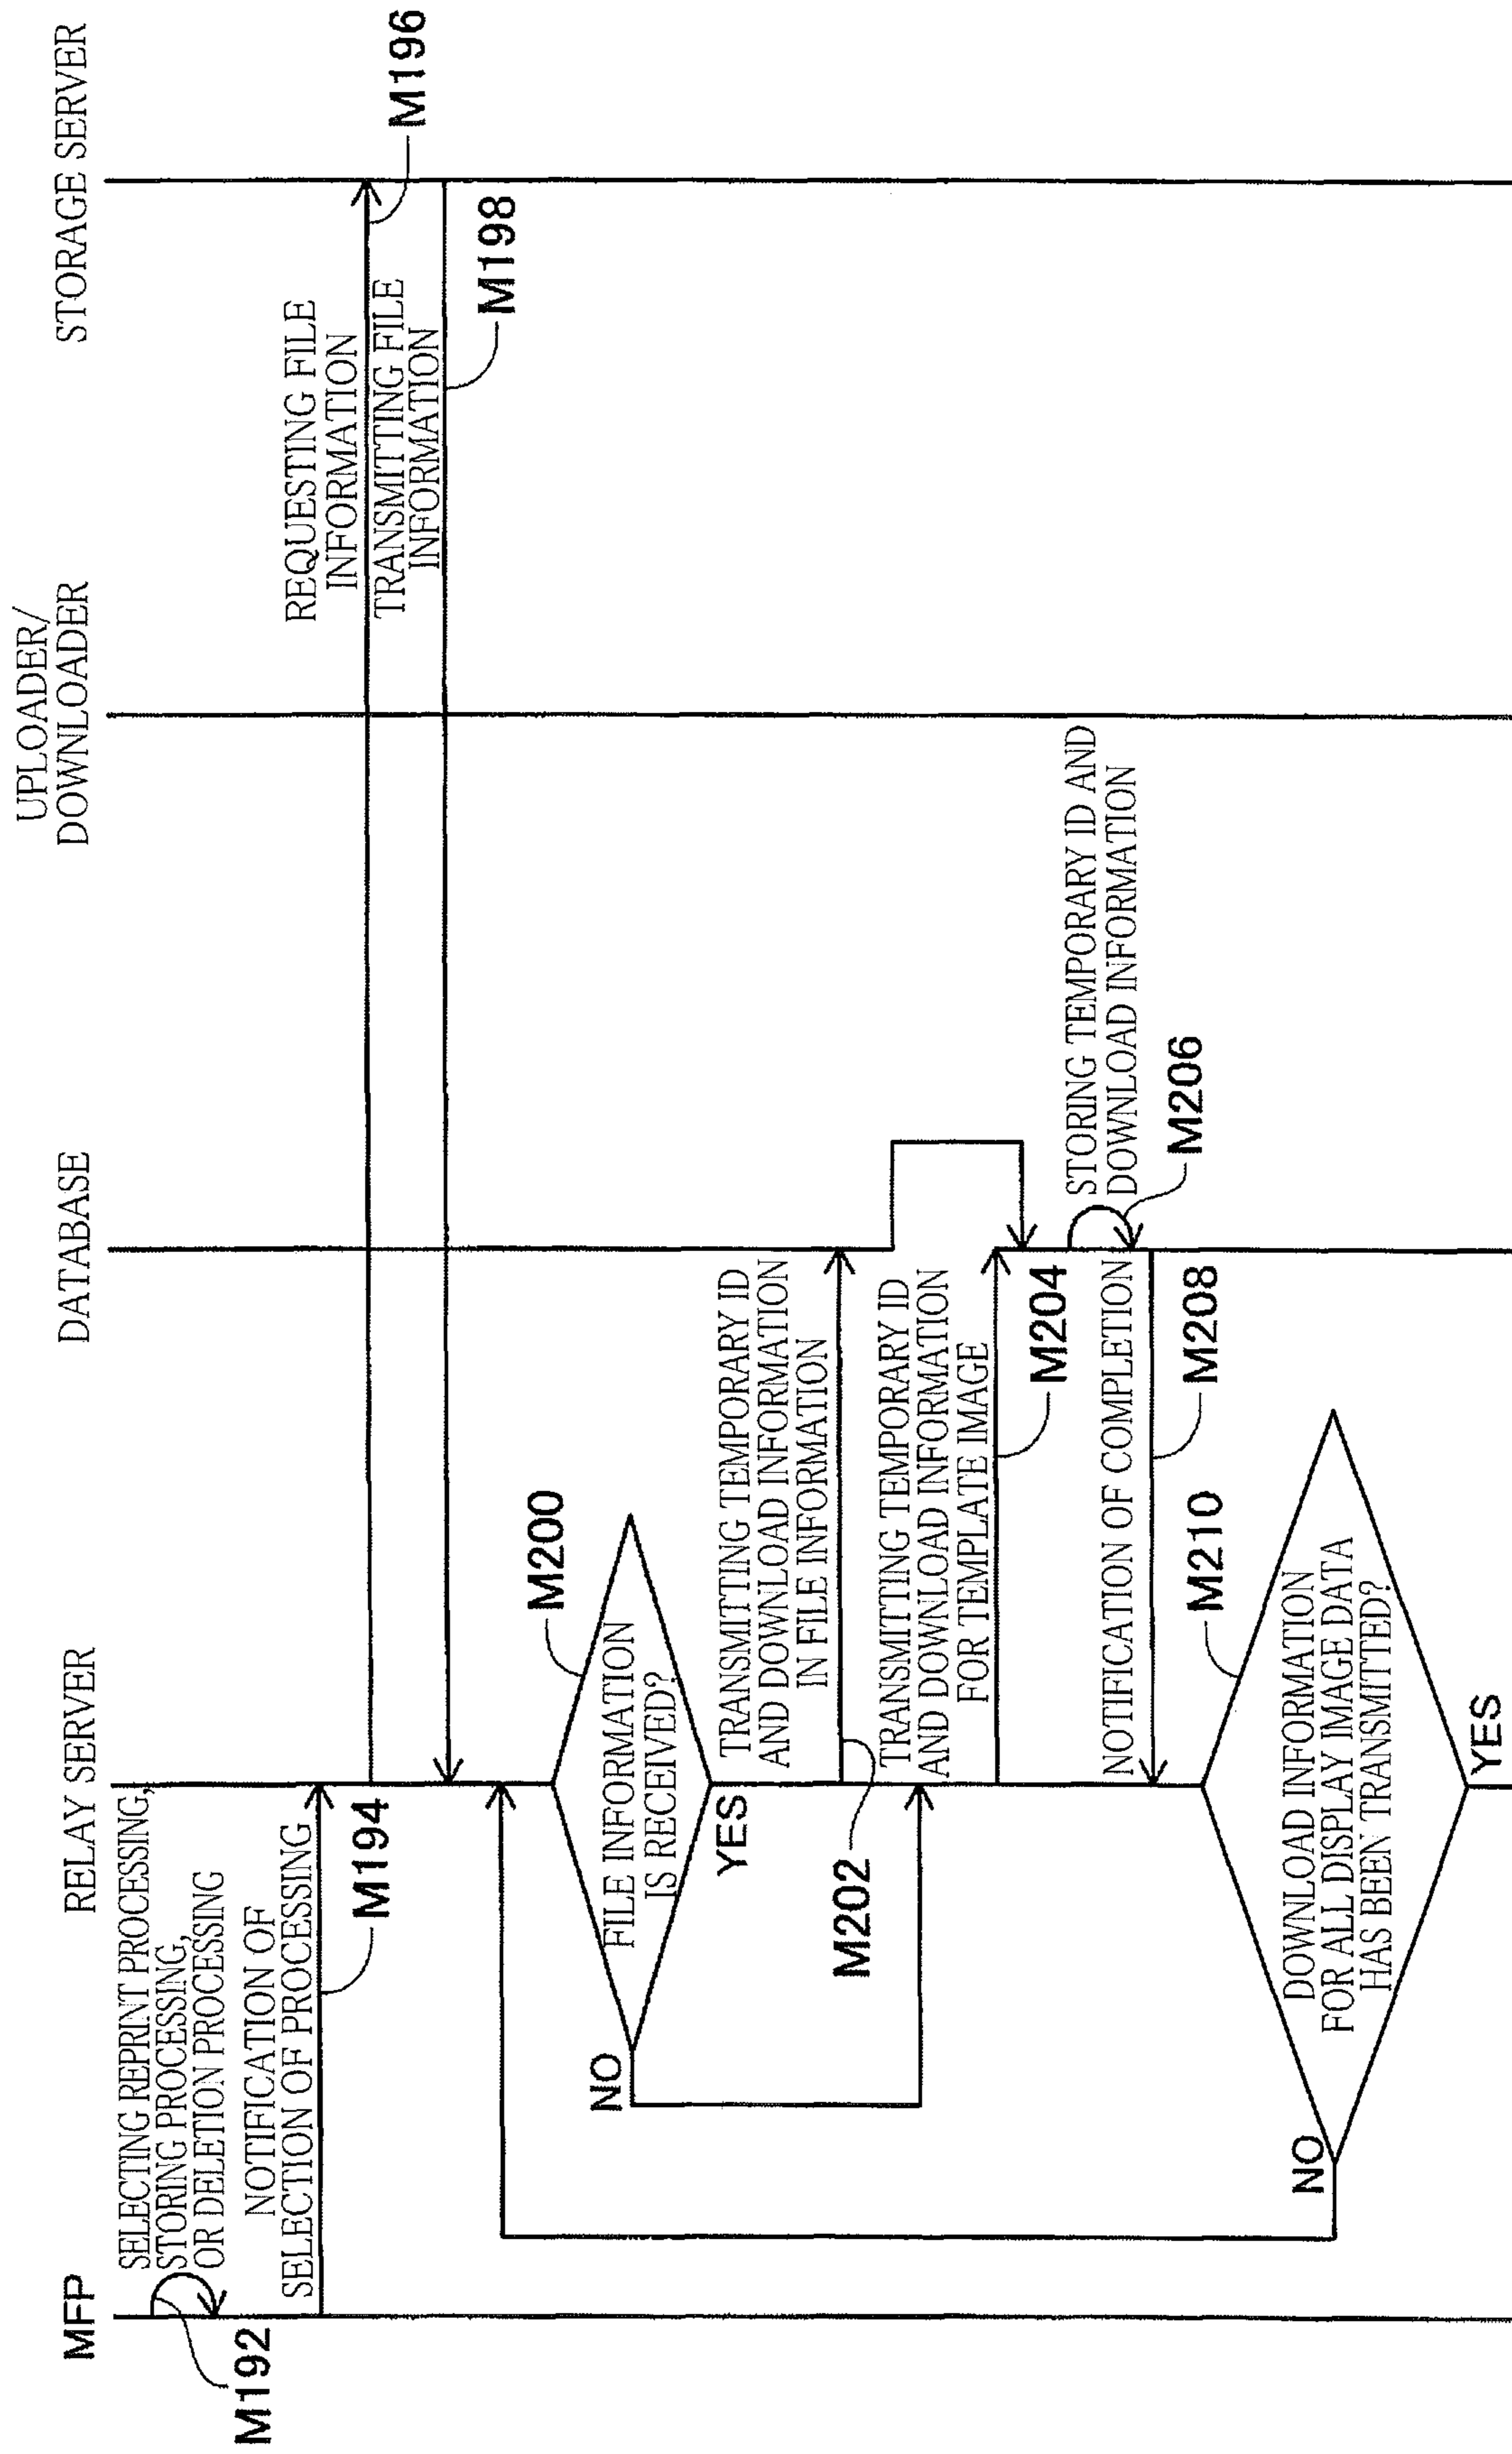 MFP
RELAY SERVER
DATABASE
UPLOADER/
DOWNLOADER
STORAGE SERVER
SELECTING REPRINT PROCESSING,
STORING PROCESSING,
OR DELETION PROCESSING
M192
NOTIFICATION OF
SELECTION OF PROCESSING
M194
REQUESTING FILE
INFORMATION
M196
TRANSMITTING FILE
INFORMATION
M198
M200
FILE INFORMATION
IS RECEIVED?
NO
YES
TRANSMITTING TEMPORARY ID
AND DOWNLOAD INFORMATION
IN FILE INFORMATION
M202
TRANSMITTING TEMPORARY ID
AND DOWNLOAD INFORMATION
FOR TEMPLATE IMAGE
M204
STORING TEMPORARY ID AND
DOWNLOAD INFORMATION
M206
NOTIFICATION OF COMPLETION
M208
M210
DOWNLOAD INFORMATION
FOR ALL DISPLAY IMAGE DATA
HAS BEEN TRANSMITTED?
NO
YES